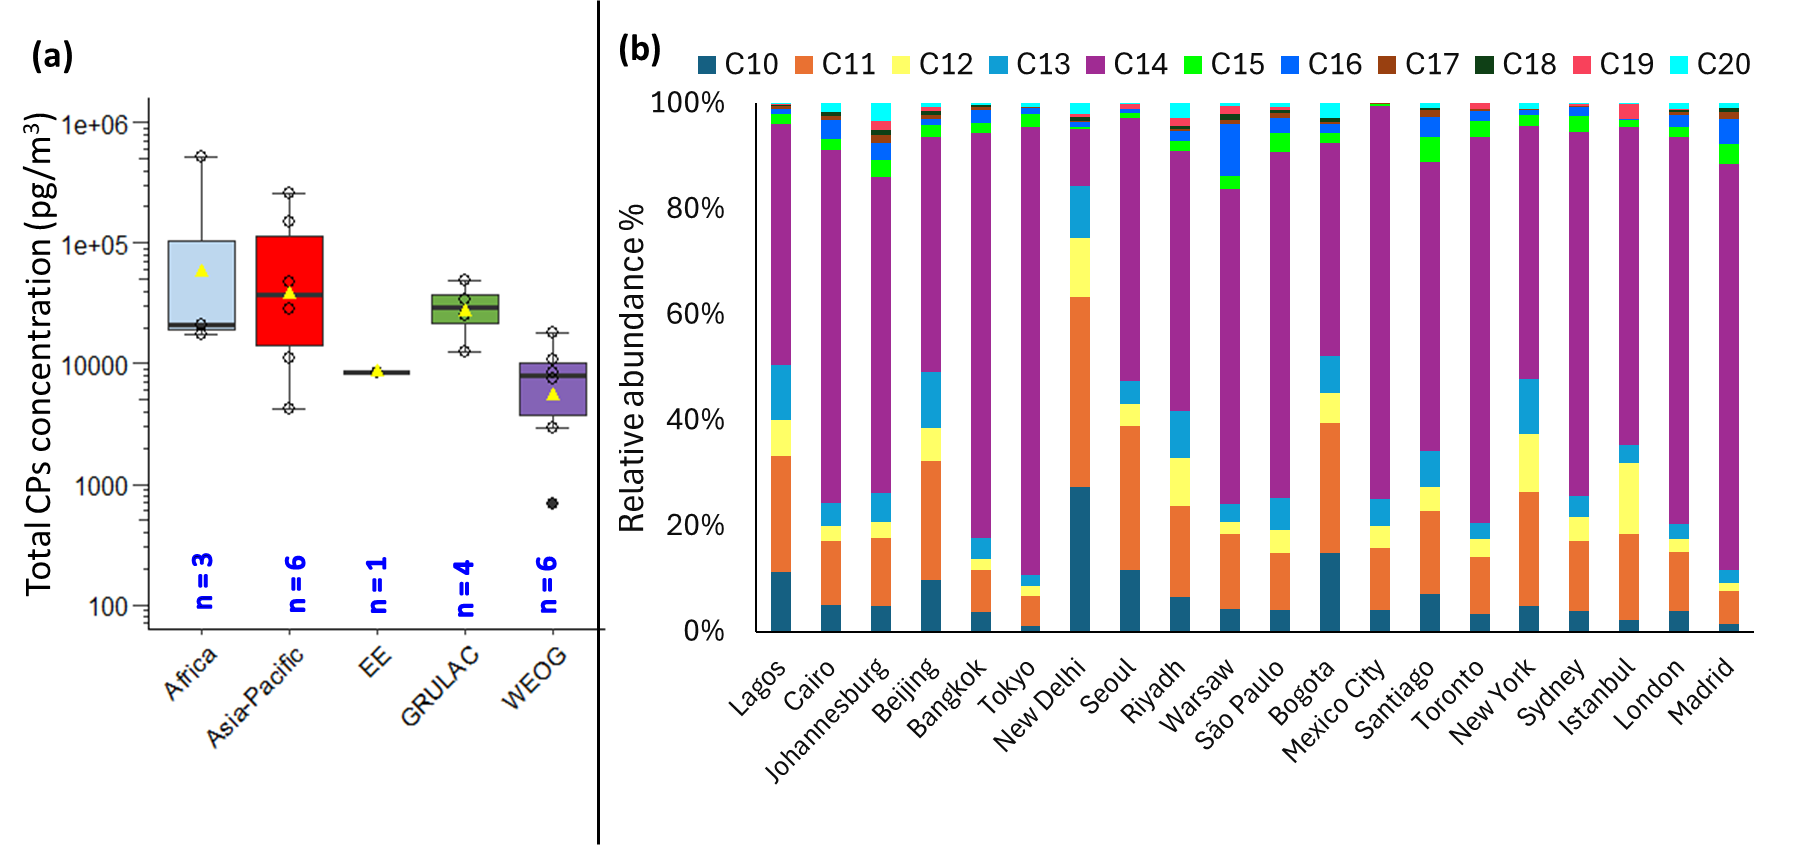 (a)
Total CPs concentration (pg/m³)
1e+06
1e+05
10000
1000
100
n = 3
n = 6
n = 1
n = 4
n = 6
Africa
Asia-Pacific
EE
GRULAC
WEOG
(b)
C10 C11 C12 C13 C14 C15 C16 C17 C18 C19 C20
Relative abundance %
100%
80%
60%
40%
20%
0%
Lagos
Cairo
Johannesburg
Beijing
Bangkok
Tokyo
New Delhi
Seoul
Riyadh
Warsaw
São Paulo
Bogota
Mexico City
Santiago
Toronto
New York
Sydney
Istanbul
London
Madrid